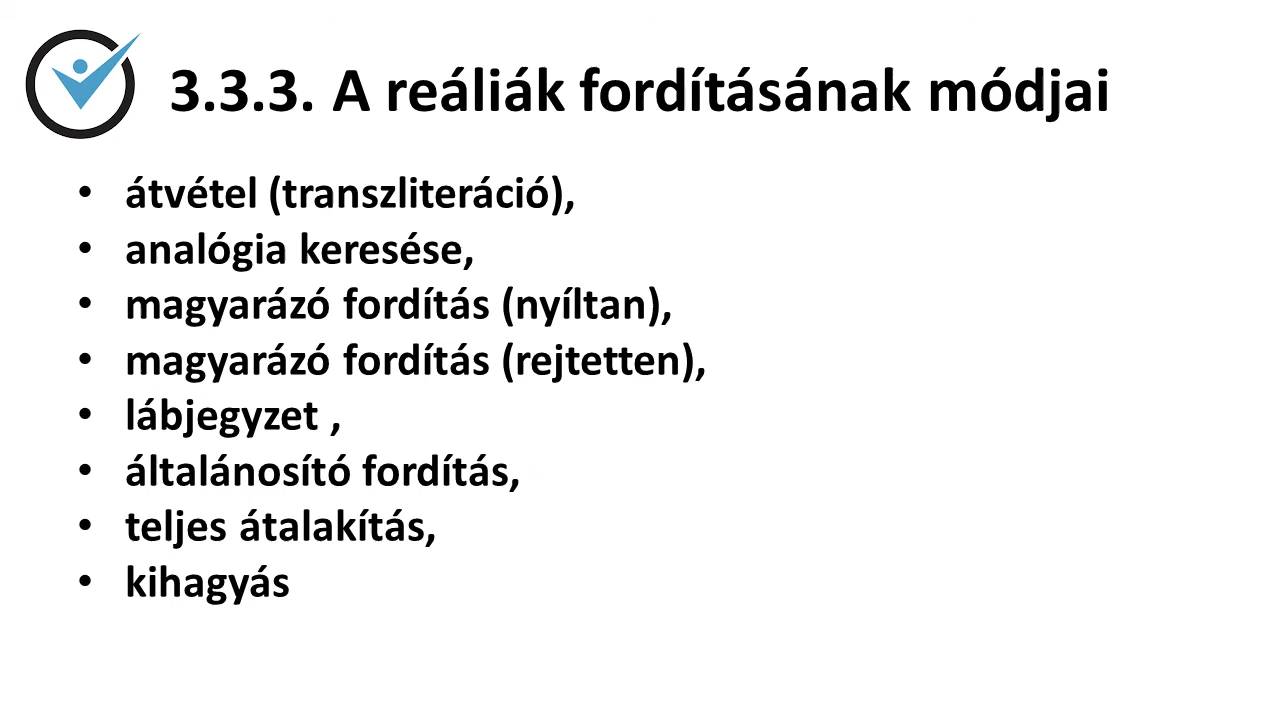 3.3.3. A reáliák fordításának módjai
• átvétel (transzliteráció),
• analógia keresése,
• magyarázó fordítás (nyíltan),
• magyarázó fordítás (rejtetten),
• lábjegyzet ,
• általánosító fordítás,
• teljes átalakítás,
• kihagyás